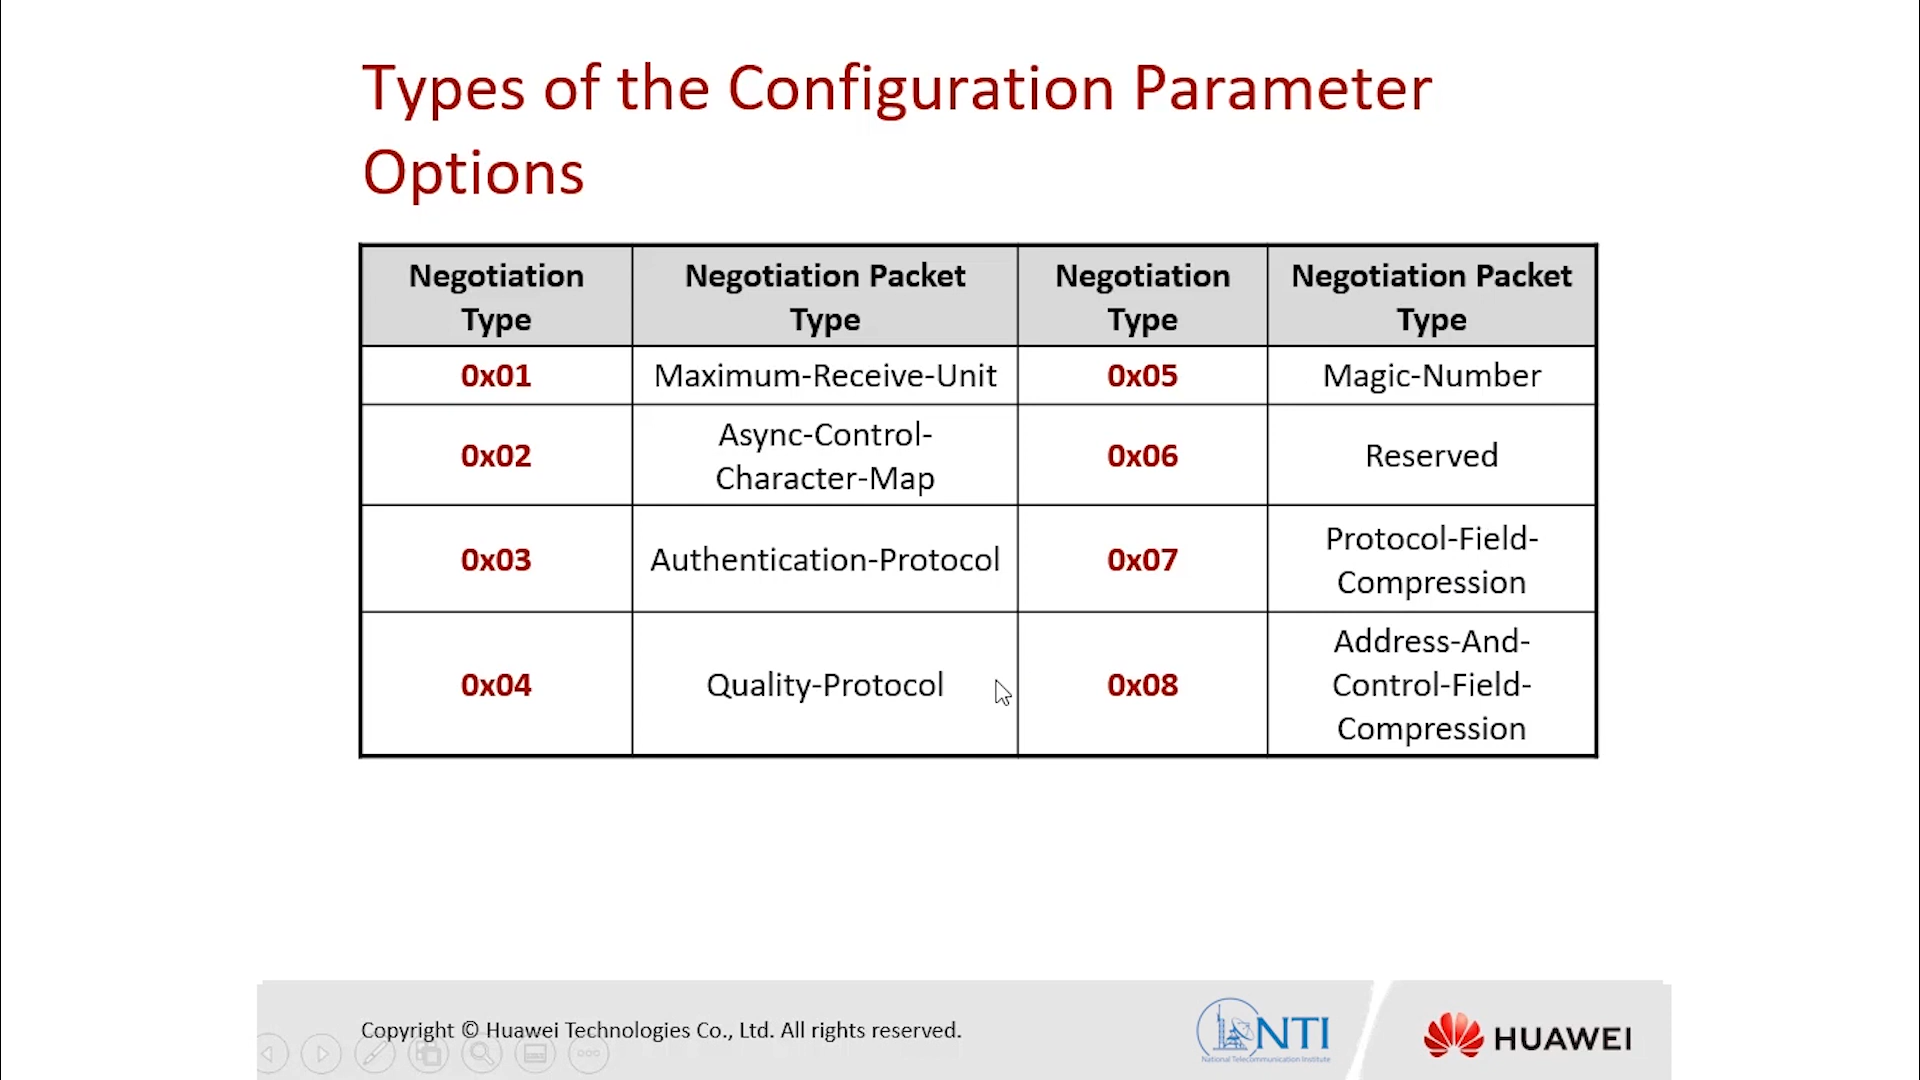 Types of the Configuration Parameter
Options
Negotiation
Type
Negotiation Packet
Type
Negotiation
Type
Negotiation Packet
Type
0x01
Maximum-Receive-Unit
0x05
Magic-Number
0x02
Async-Control-
Character-Map
0x06
Reserved
0x03
Authentication-Protocol
0x07
Protocol-Field-
Compression
0x04
Quality-Protocol
0x08
Address-And-
Control-Field-
Compression
Copyright © Huawei Technologies Co., Ltd. All rights reserved.
NTI
National Telecommunication Institute
HUAWEI